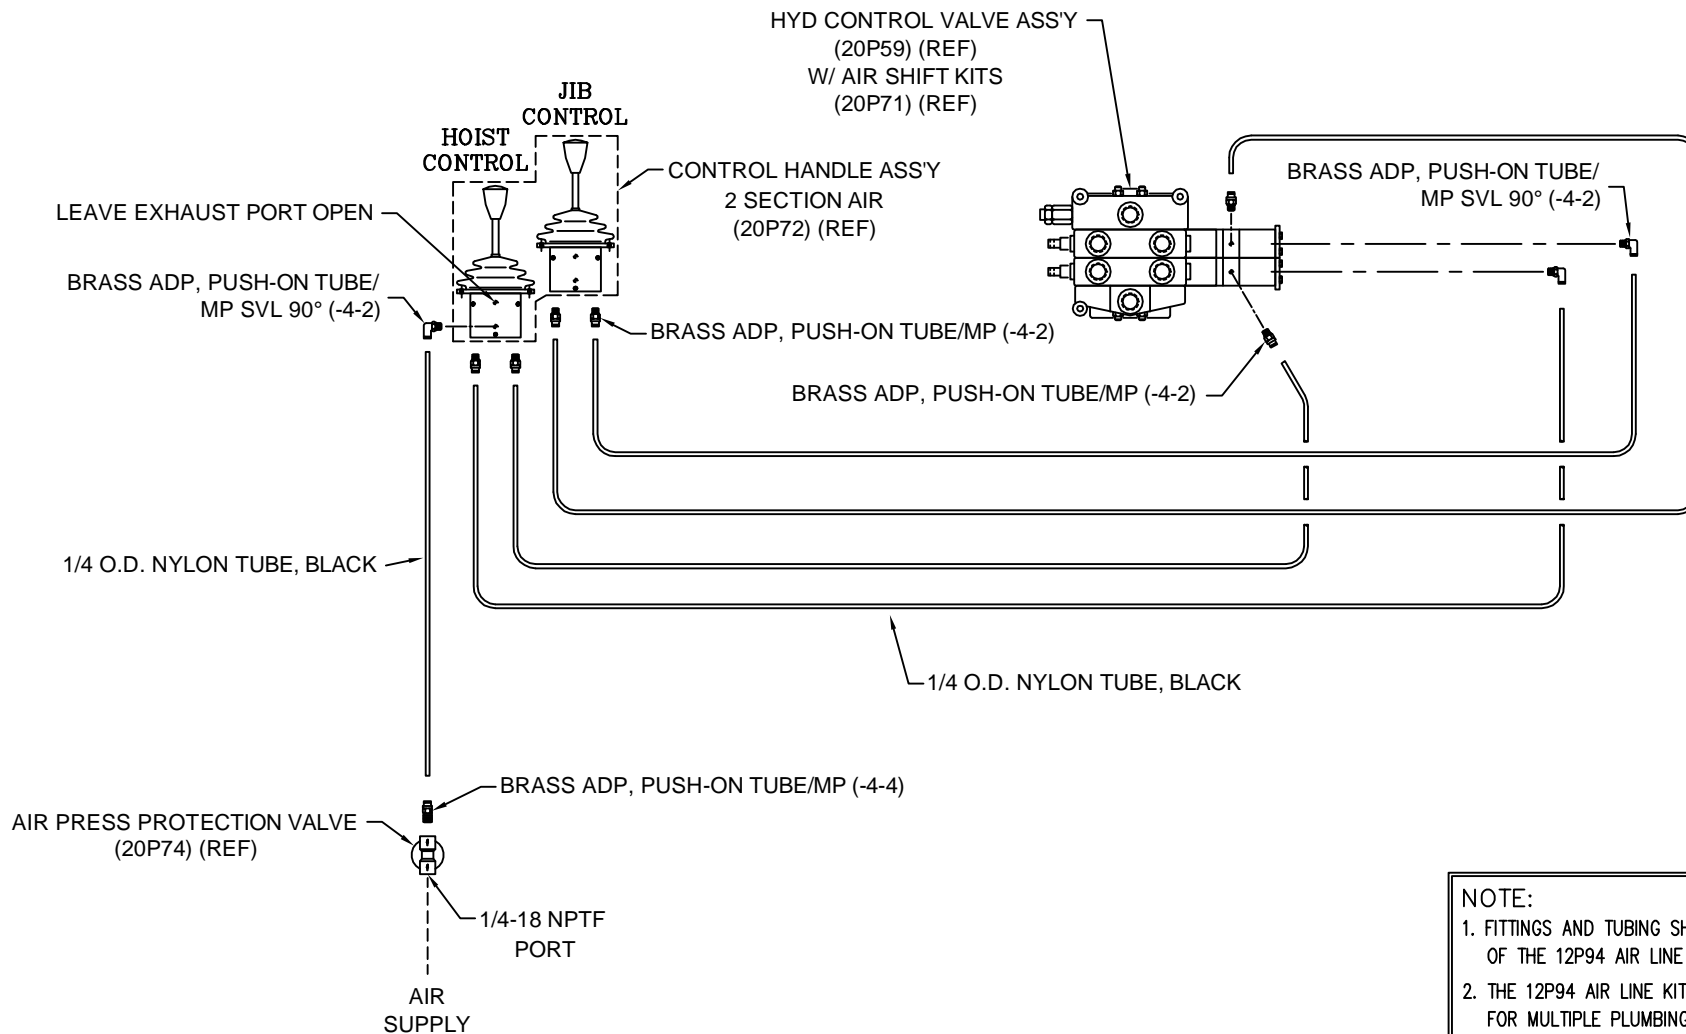 HYD CONTROL VALVE ASS'Y
(20P59) (REF)
W/ AIR SHIFT KITS
(20P71) (REF)
JIB
CONTROL
HOIST
CONTROL
CONTROL HANDLE ASS'Y
2 SECTION AIR
(20P72) (REF)
BRASS ADP, PUSH-ON TUBE/
MP SVL 90° (-4-2)
LEAVE EXHAUST PORT OPEN
BRASS ADP, PUSH-ON TUBE/
MP SVL 90° (-4-2)
BRASS ADP, PUSH-ON TUBE/MP (-4-2)
BRASS ADP, PUSH-ON TUBE/MP (-4-2)
1/4 O.D. NYLON TUBE, BLACK
1/4 O.D. NYLON TUBE, BLACK
BRASS ADP, PUSH-ON TUBE/MP (-4-4)
AIR PRESS PROTECTION VALVE
(20P74) (REF)
1/4-18 NPTF
PORT
AIR
SUPPLY
NOTE:
1. FITTINGS AND TUBING SH
OF THE 12P94 AIR LINE
2. THE 12P94 AIR LINE KIT
FOR MULTIPLE PLUMBING